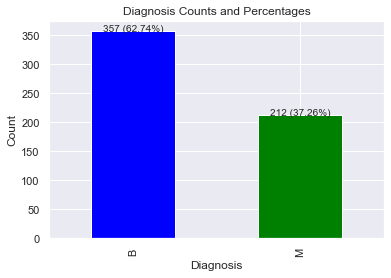 Diagnosis Counts and Percentages
350
300
250
200
150
100
50
0
Count
357 (62.74%)
212 (37.26%)
B
M
Diagnosis